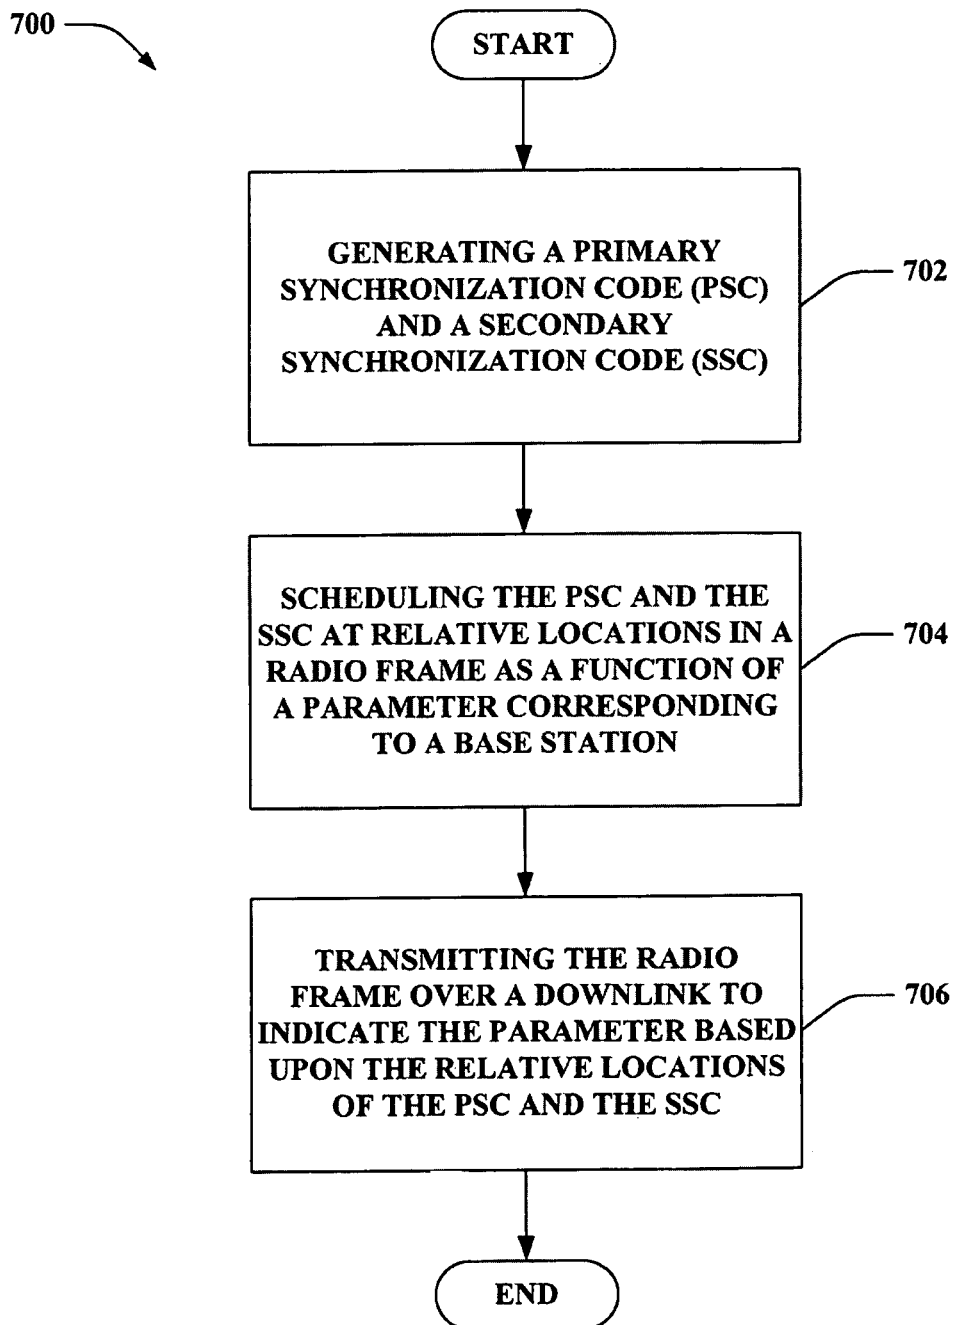 700
START
GENERATING A PRIMARY
SYNCHRONIZATION CODE (PSC)
AND A SECONDARY
SYNCHRONIZATION CODE (SSC)
702
SCHEDULING THE PSC AND THE
SSC AT RELATIVE LOCATIONS IN A
RADIO FRAME AS A FUNCTION OF
A PARAMETER CORRESPONDING
TO A BASE STATION
704
TRANSMITTING THE RADIO
FRAME OVER A DOWNLINK TO
INDICATE THE PARAMETER BASED
UPON THE RELATIVE LOCATIONS
OF THE PSC AND THE SSC
706
END